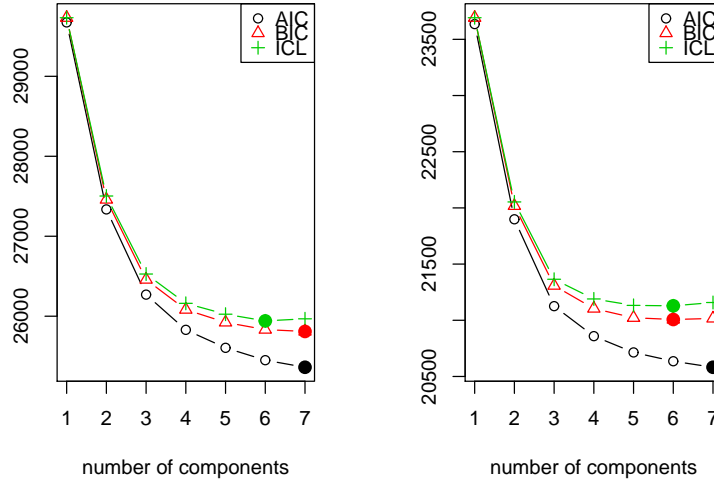 AIC
BIC
ICL
29000
28000
27000
26000
1 2 3 4 5 6 7
number of components
AIC
BIC
ICL
23500
22500
21500
20500
1 2 3 4 5 6 7
number of components